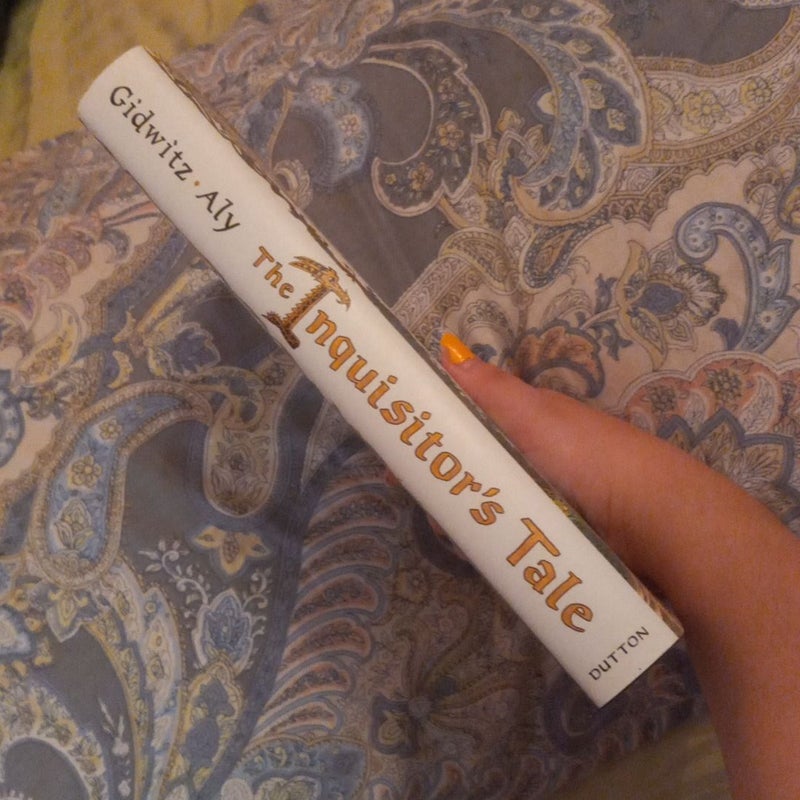 Gidwitz · Aly
The Inquisitor's Tale
DUTTON